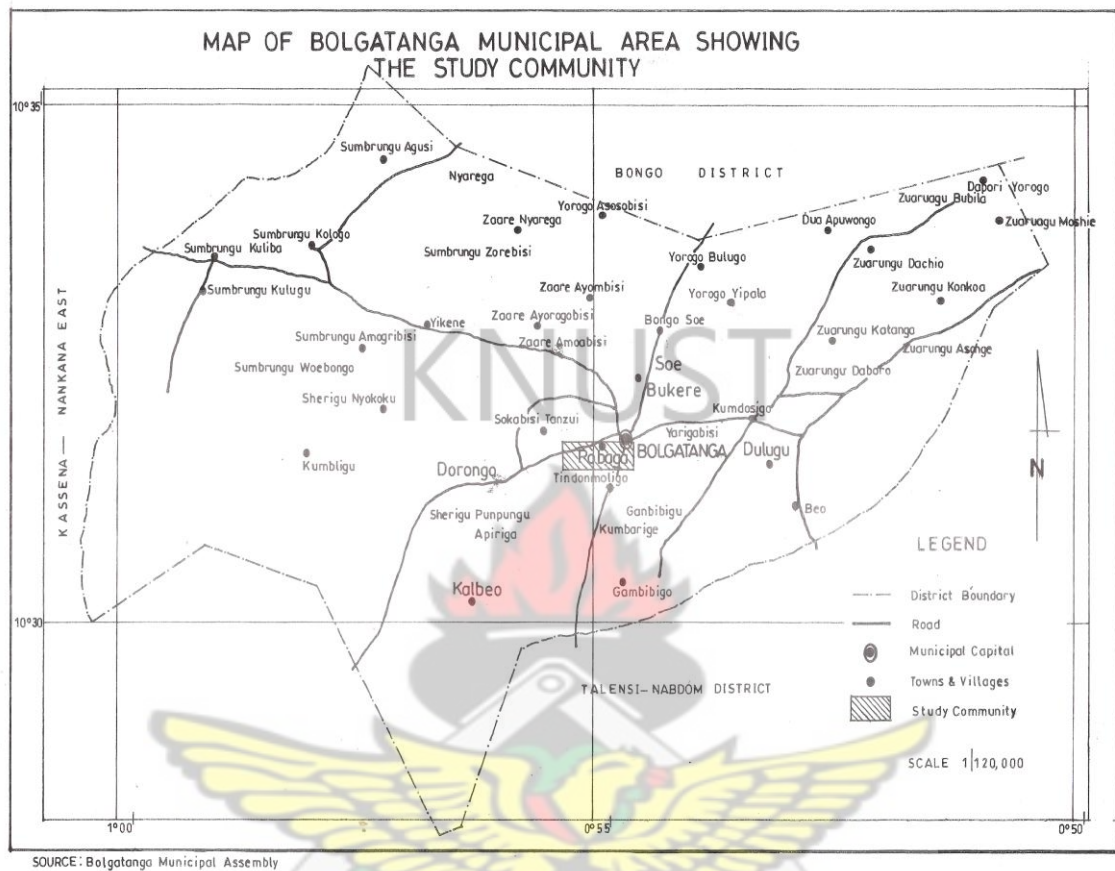 MAP OF BOLGATANGA MUNICIPAL AREA SHOWING
THE STUDY COMMUNITY
10°35
Sumbrungu Agusi
Nyarega
BONGO DISTRICT
Dapori Yorogo
Zuaruagu Bubila
Yorogo Asosobisi
Zaare Nyarega
Dua Apuwongo
Zuaruagu Moshie
Sumbrungu Kologo
Sumbrungu Zorebisi
Sumbrungu Kuliba
Yorogo Bulugo
Zuarungu Dachio
Sumbrungu Kulugu
Zaare Ayombisi
Yorogo Yipala
Zuarungu Konkoa
Zaare Ayorogobisi
Yikene
Bongo Soe
Zuarungu Katanga
Sumbrungu Amogribisi
Zaare Amoabisi
Zuarungu Asonge
KNUST
Sumbrungu Woebongo
Soe
Zuarungu Daboro
Bukere
Sherigu Nyokoku
Kumdosigo
Sokabisi Tanzui
Yarigabisi
Kumbligu
Rabaga
BOLGATANGA
Dulugu
Dorongo
Tindonmoligo
N
Sherigu Punpungu
Ganbibigu
Beo
Apiriga
Kumbarige
KASSENA — NANKANA EAST
Kalbeo
Gambibigo
LEGEND
District Boundary
10°30
Road
Municipal Capital
TALENSI-NABDOM DISTRICT
Towns & Villages
Study Community
SCALE 1|120,000
1°00
0°55
0°50
SOURCE: Bolgatanga Municipal Assembly